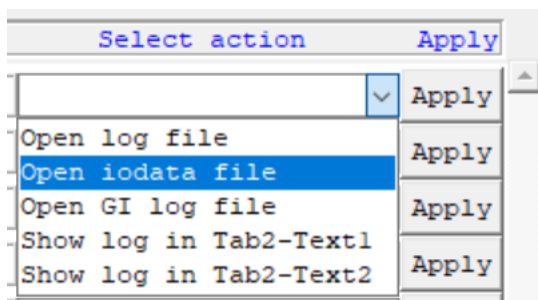 Select action Apply
Apply
Open log file
Apply
Open iodata file
Open GI log file
Apply
Show log in Tab2-Text1
Apply
Show log in Tab2-Text2